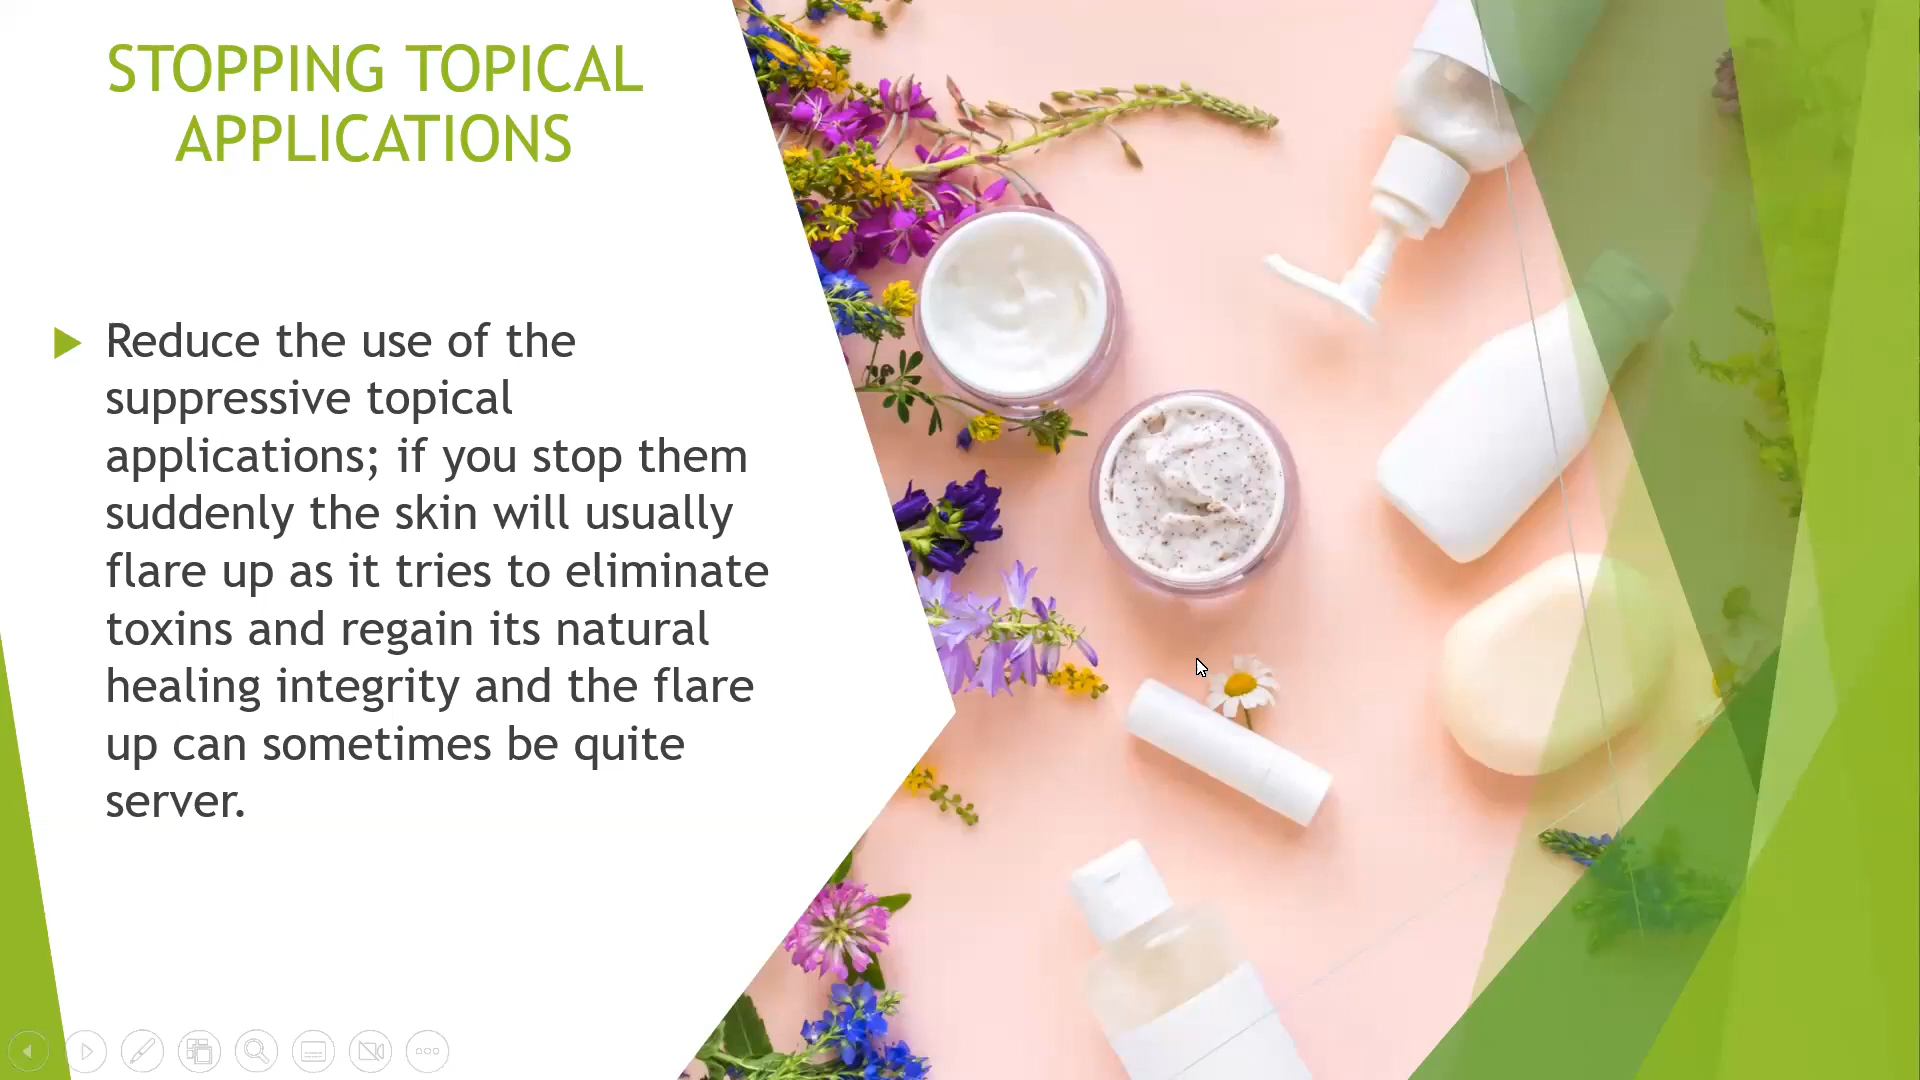 STOPPING TOPICAL
APPLICATIONS
Reduce the use of the
suppressive topical
applications; if you stop them
suddenly the skin will usually
flare up as it tries to eliminate
toxins and regain its natural
healing integrity and the flare
up can sometimes be quite
server.